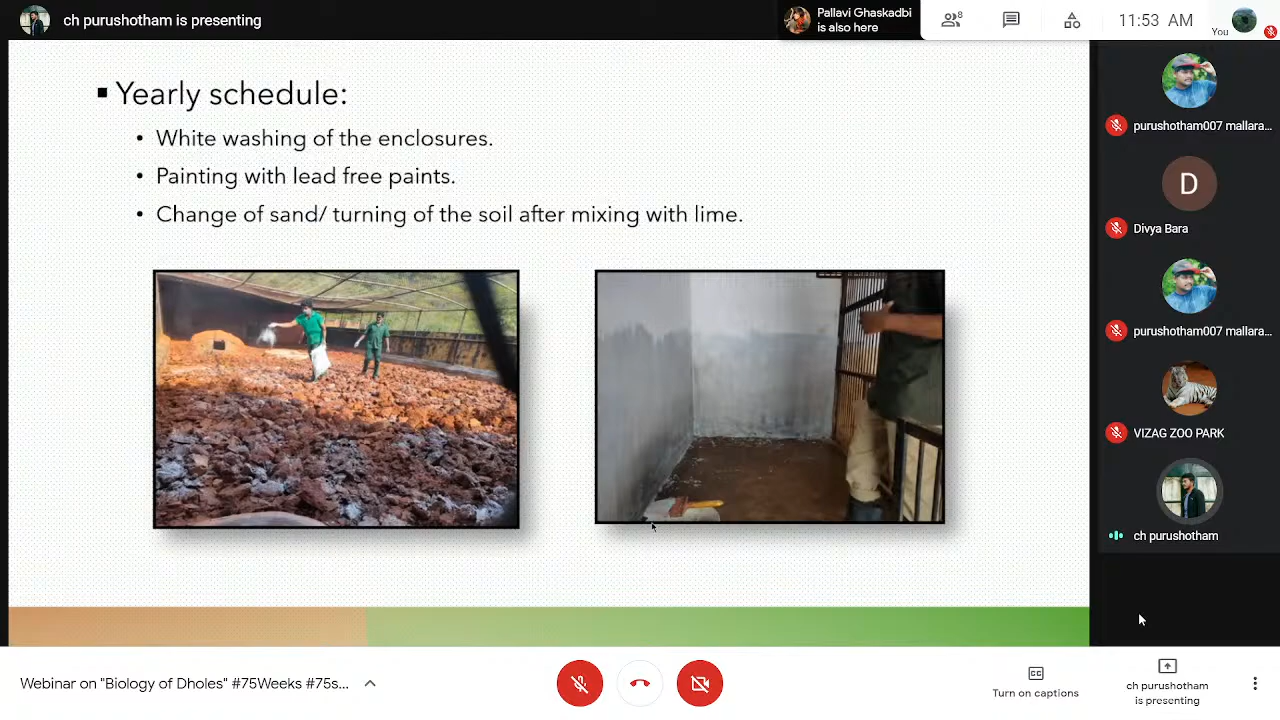 ch purushotham is presenting
Pallavi Ghaskadbi
is also here
8
11:53 AM
You
▪ Yearly schedule:
• White washing of the enclosures.
• Painting with lead free paints.
• Change of sand/ turning of the soil after mixing with lime.
purushotham007 mallara...
D
Divya Bara
purushotham007 mallara...
VIZAG ZOO PARK
ch purushotham
Webinar on "Biology of Dholes" #75Weeks #75s...
CC
Turn on captions
ch purushotham
is presenting